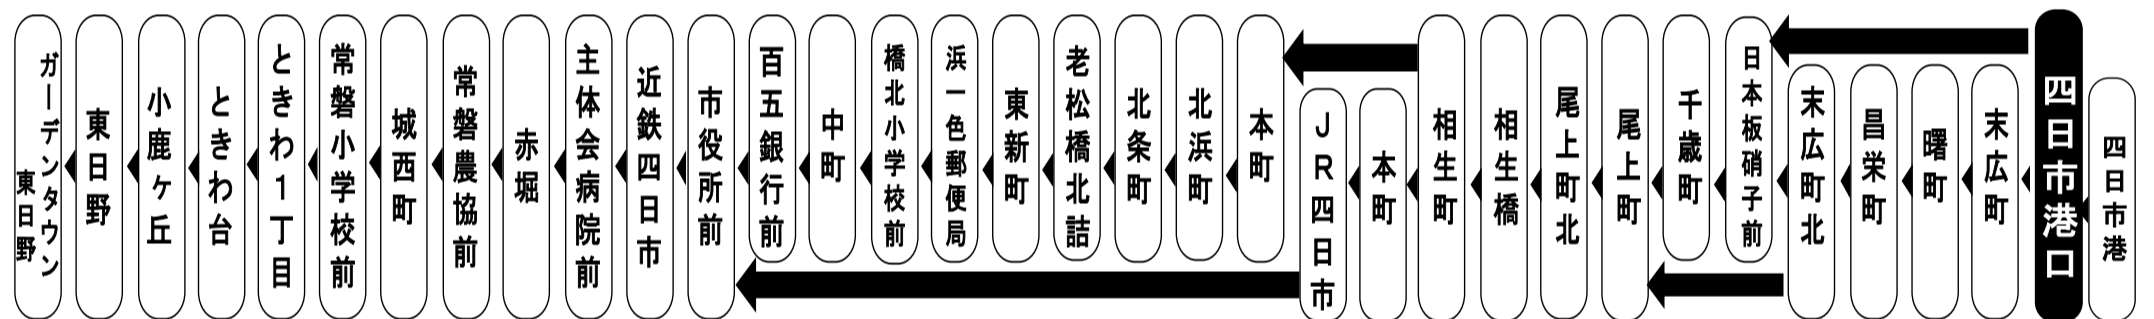 四日市港
四日市港口
末広町
曙町
昌栄町
末広町北
日本板硝子前
千歳町
尾上町
尾上町北
相生橋
相生町
本町
JR四日市
本町
北浜町
北条町
老松橋北詰
東新町
浜一色郵便局
橋北小学校前
中町
百五銀行前
市役所前
近鉄四日市
主体会病院前
赤堀
常磐農協前
城西町
常磐小学校前
ときわ1丁目
ときわ台
小鹿ヶ丘
東日野
ガーデンタウン
東日野